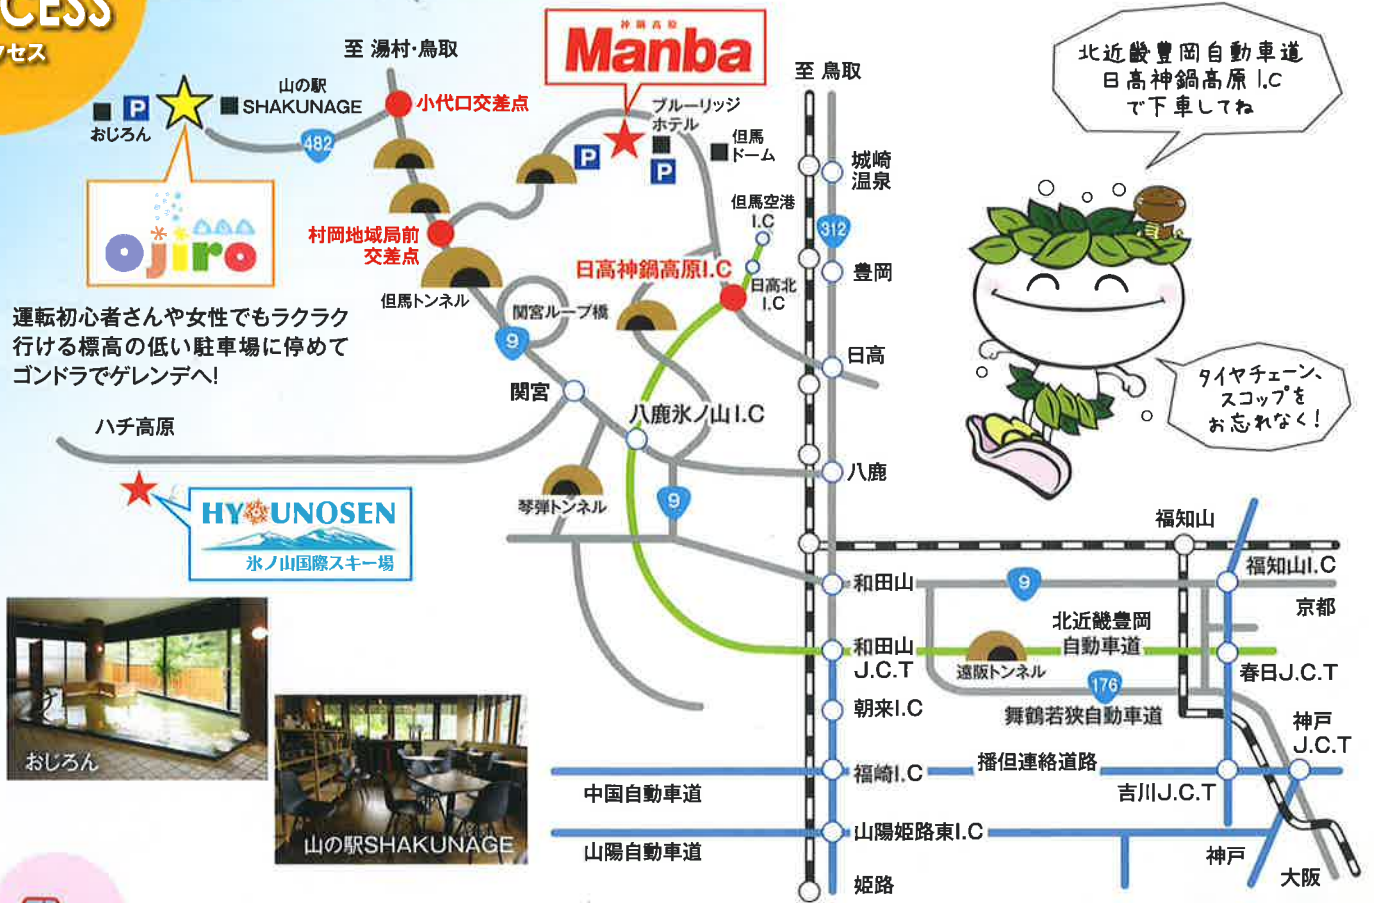 CESS
クセス
至 湯村・鳥取
神鍋高原
Manba
至 鳥取
北近畿豊岡自動車道
日高神鍋高原 I.C
で下車してね
P
おじろん
山の駅
SHAKUNAGE
小代口交差点
482
ブルーリッジ
ホテル
P
P
但馬
ドーム
城崎
温泉
但馬空港
I.C
312
ojiro
村岡地域局前
交差点
日高神鍋高原I.C
日高北
I.C
豊岡
但馬トンネル
関宮ループ橋
9
運転初心者さんや女性でもラクラク
行ける標高の低い駐車場に停めて
ゴンドラでゲレンデへ!
日高
タイヤチェーン、
スコップを
お忘れなく!
関宮
八鹿氷ノ山I.C
ハチ高原
八鹿
琴弾トンネル
9
HYOUNOSEN
氷ノ山国際スキー場
福知山
福知山I.C
和田山
9
京都
和田山
J.C.T
北近畿豊岡
自動車道
遠阪トンネル
春日J.C.T
176
朝来I.C
舞鶴若狭自動車道
神戸
J.C.T
おじろん
福崎I.C
播但連絡道路
中国自動車道
吉川J.C.T
山の駅SHAKUNAGE
山陽姫路東I.C
山陽自動車道
神戸
姫路
大阪